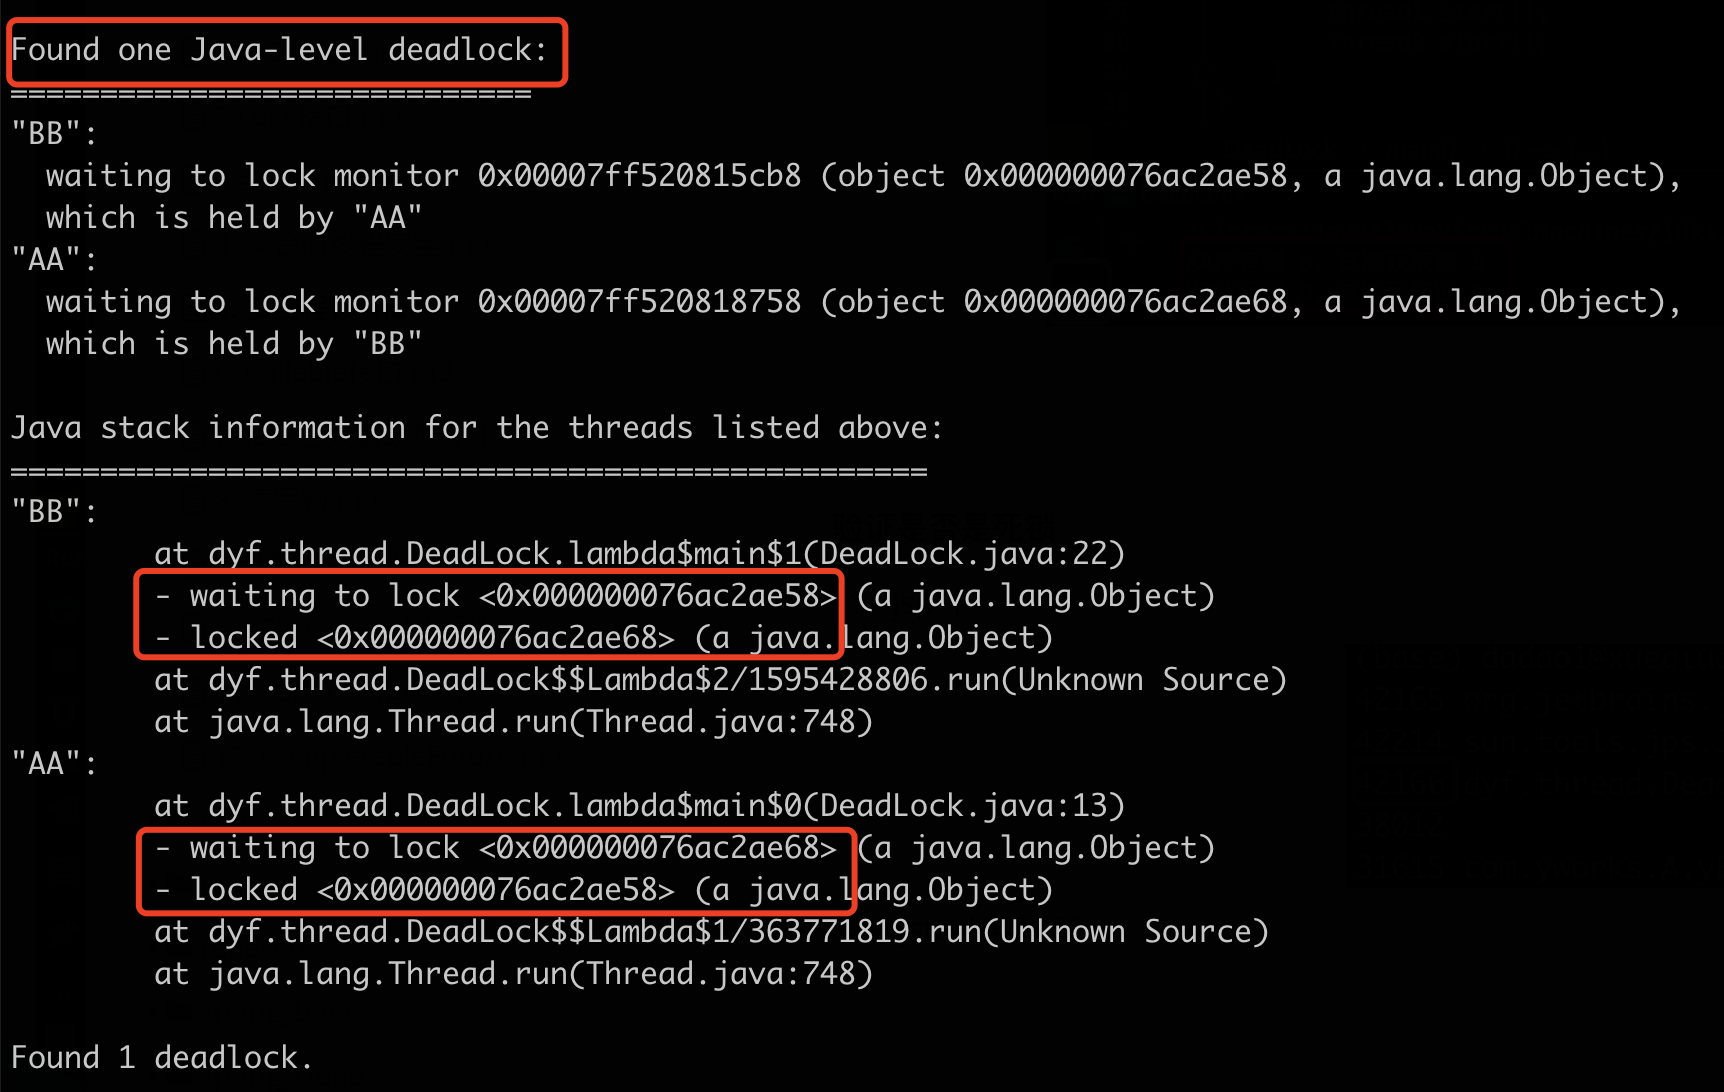 Found one Java-level deadlock:
=============================
"BB":
  waiting to lock monitor 0x00007ff520815cb8 (object 0x000000076ac2ae58, a java.lang.Object),
  which is held by "AA"
"AA":
  waiting to lock monitor 0x00007ff520818758 (object 0x000000076ac2ae68, a java.lang.Object),
  which is held by "BB"

Java stack information for the threads listed above:
===================================================
"BB":
        at dyf.thread.DeadLock.lambda$main$1(DeadLock.java:22)
        - waiting to lock <0x000000076ac2ae58> (a java.lang.Object)
        - locked <0x000000076ac2ae68> (a java.lang.Object)
        at dyf.thread.DeadLock$$Lambda$2/1595428806.run(Unknown Source)
        at java.lang.Thread.run(Thread.java:748)
"AA":
        at dyf.thread.DeadLock.lambda$main$0(DeadLock.java:13)
        - waiting to lock <0x000000076ac2ae68> (a java.lang.Object)
        - locked <0x000000076ac2ae58> (a java.lang.Object)
        at dyf.thread.DeadLock$$Lambda$1/363771819.run(Unknown Source)
        at java.lang.Thread.run(Thread.java:748)

Found 1 deadlock.